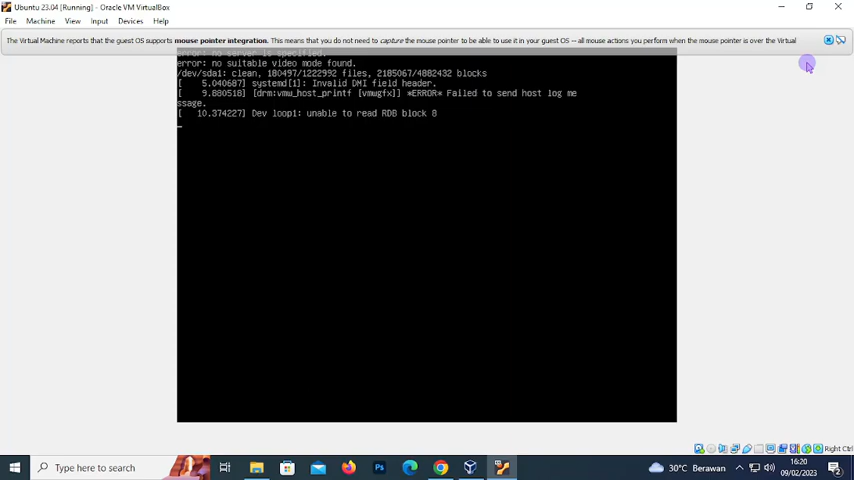 Ubuntu 23.04 [Running] - Oracle VM VirtualBox
File Machine View Input Devices Help
The Virtual Machine reports that the guest OS supports mouse pointer integration. This means that you do not need to capture the mouse pointer to be able to use it in your guest OS -- all mouse actions you perform when the mouse pointer is over the Virtual
error: no server is specified.
error: no suitable video mode found.
/dev/sda1: clean, 180497/1222992 files, 2185067/4882432 blocks
[ 5.040687] systemd[1]: Invalid DMI field header.
[ 9.880518] [drm:vmw_host_printf [vmwgfx]] *ERROR* Failed to send host log me
ssage.
[ 10.374227] Dev loop1: unable to read RDB block 8
Right Ctrl
Type here to search
Ps
30°C Berawan
16:20
09/02/2023
2